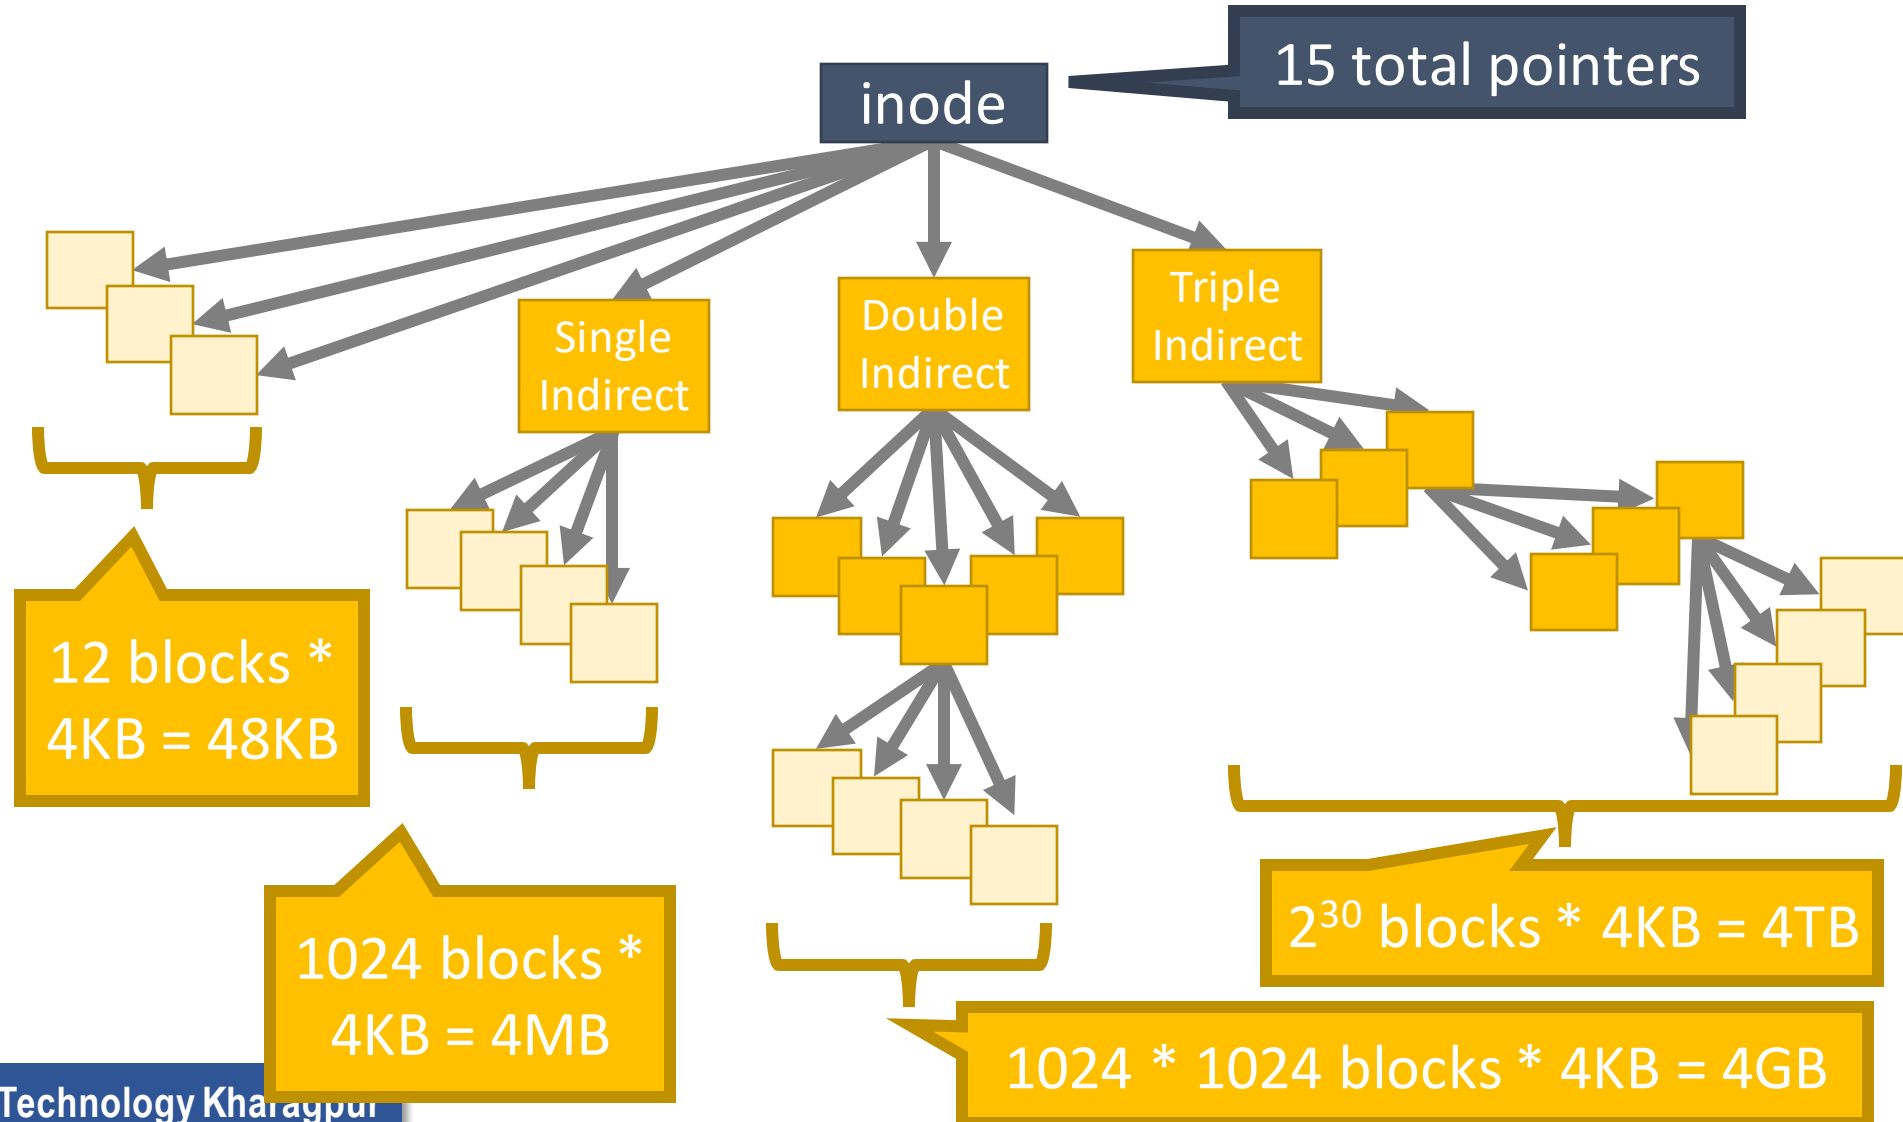 15 total pointers
inode
Single
Indirect
Double
Indirect
Triple
Indirect
12 blocks *
4KB = 48KB
1024 blocks *
4KB = 4MB
1024 * 1024 blocks * 4KB = 4GB
2³⁰ blocks * 4KB = 4TB
Technology Kharagpur